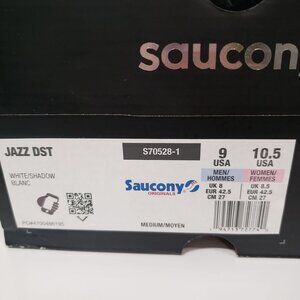 saucony
JAZZ DST
S70528-1
9
USA
10.5
USA
WHITE/SHADOW
BLANC
MEN/
HOMMES
WOMEN/
FEMMES
UK 8
EUR 42.5
CM 27
UK 8.5
EUR 42.5
CM 27
Saucony
ORIGINALS
MEDIUM/MOYEN